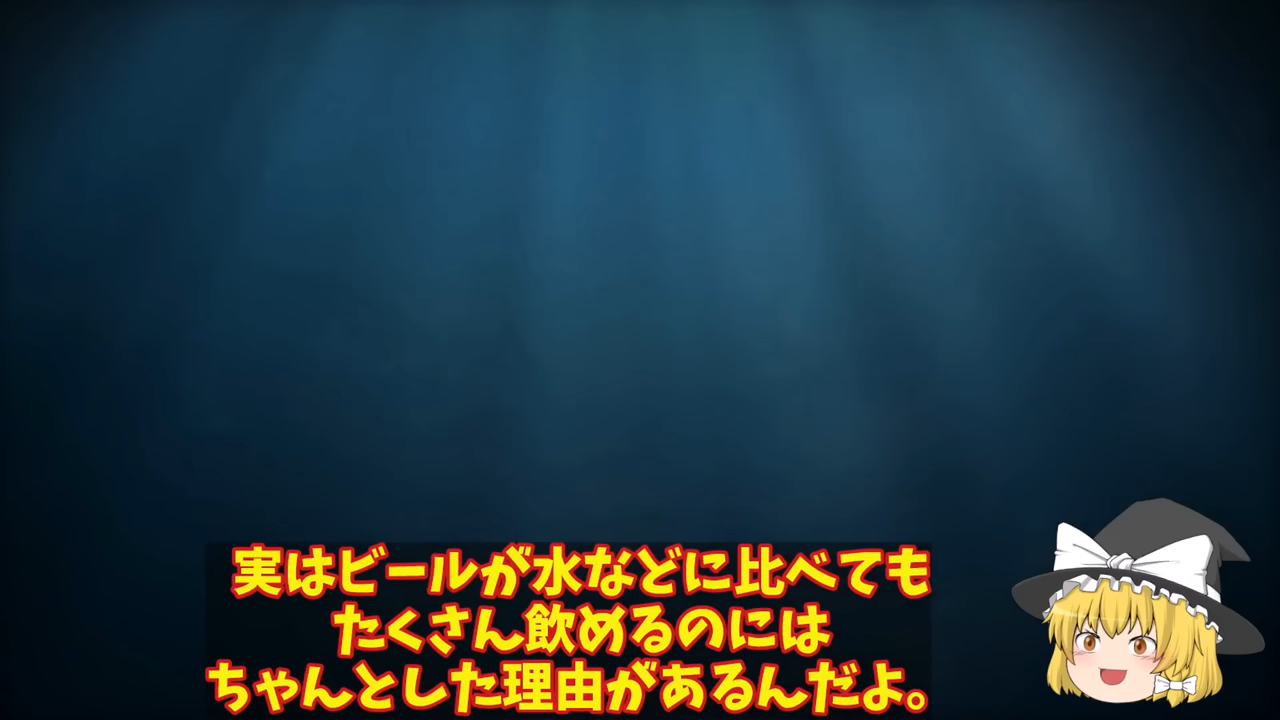 実はビールが水などに比べても
たくさん飲めるのには
ちゃんとした理由があるんだよ。